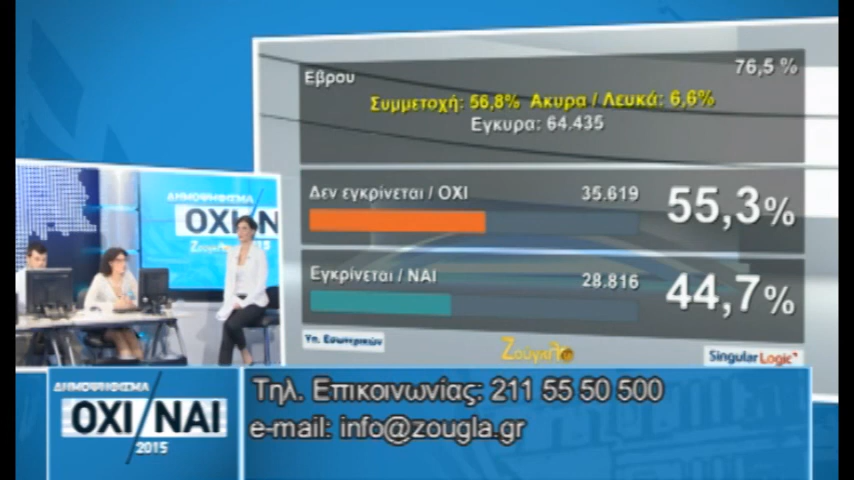 Εβρου
76,5 %
Συμμετοχή: 56,8% Ακυρα / Λευκά: 6,6%
Εγκυρα: 64.435
Δεν εγκρίνεται / ΟΧΙ 35.619 55,3%
Εγκρίνεται / ΝΑΙ 28.816 44,7%
Υπ. Εσωτερικών
Ζουγκλα
SingularLogic
ΔΗΜΟΨΗΦΙΣΜΑ
ΟΧΙ/Ν
2015
ΔΗΜΟΨΗΦΙΣΜΑ
ΟΧΙ/ΝΑΙ
2015
Τηλ. Επικοινωνίας: 211 55 50 500
e-mail: info@zougla.gr